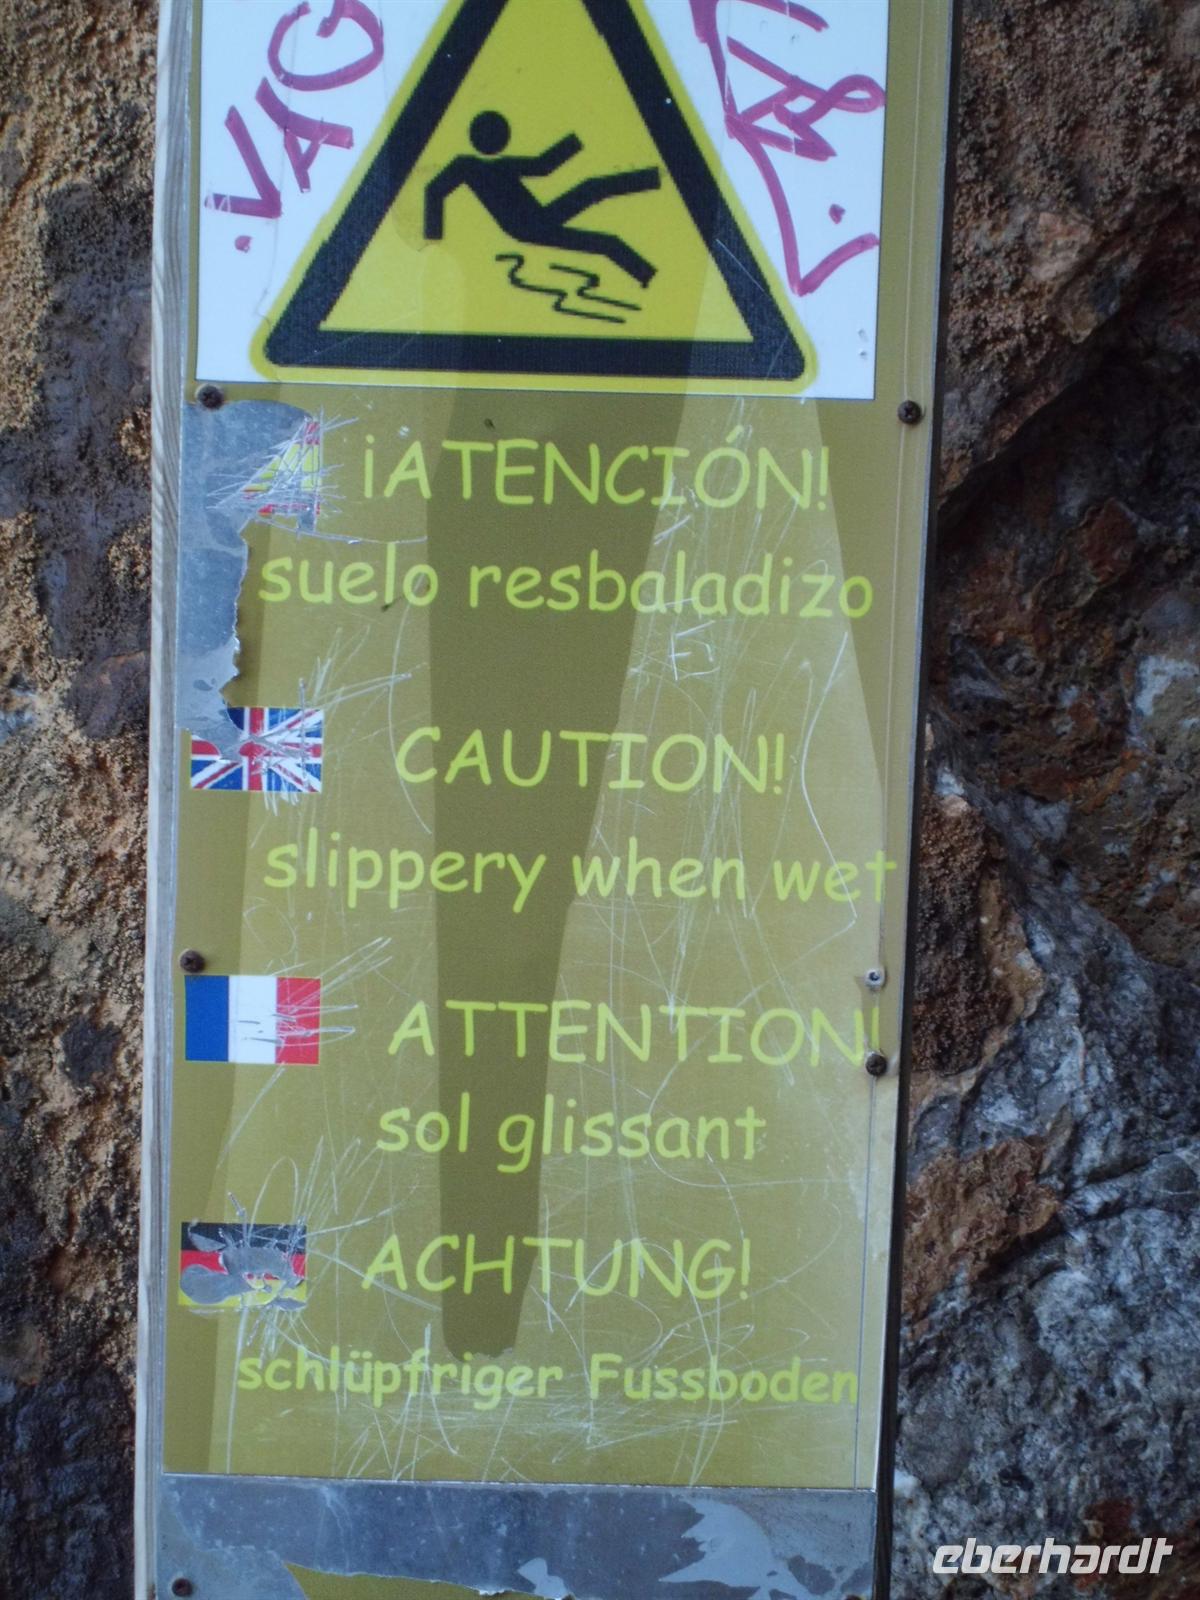 ¡ATENCIÓN!
suelo resbaladizo
CAUTION!
slippery when wet
ATTENTION!
sol glissant
ACHTUNG!
schlüpfriger Fussboden
eberhardt